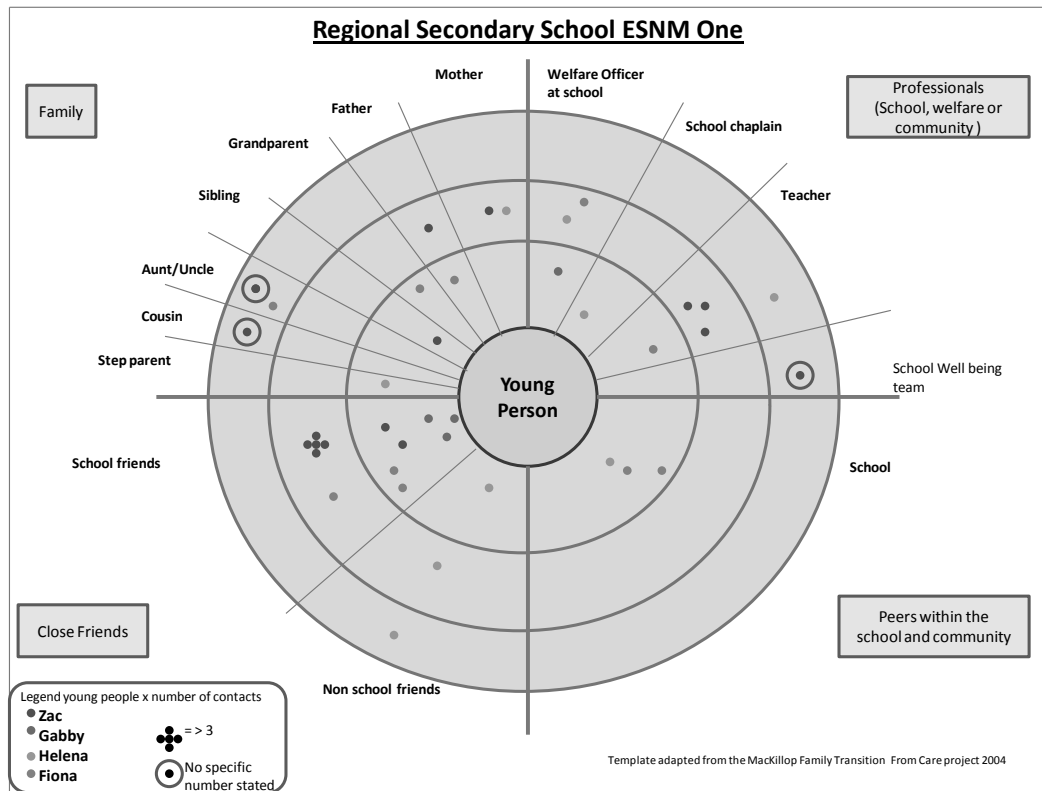 Regional Secondary School ESNM One
Family
Mother
Father
Grandparent
Sibling
Aunt/Uncle
Cousin
Step parent
Welfare Officer
at school
School chaplain
Teacher
School Well being
team
Professionals
(School, welfare or
community )
Young
Person
School friends
School
Close Friends
Non school friends
Peers within the
school and community
Legend young people x number of contacts
Zac
Gabby
Helena
Fiona
= > 3
No specific
number stated
Template adapted from the MacKillop Family Transition From Care project 2004